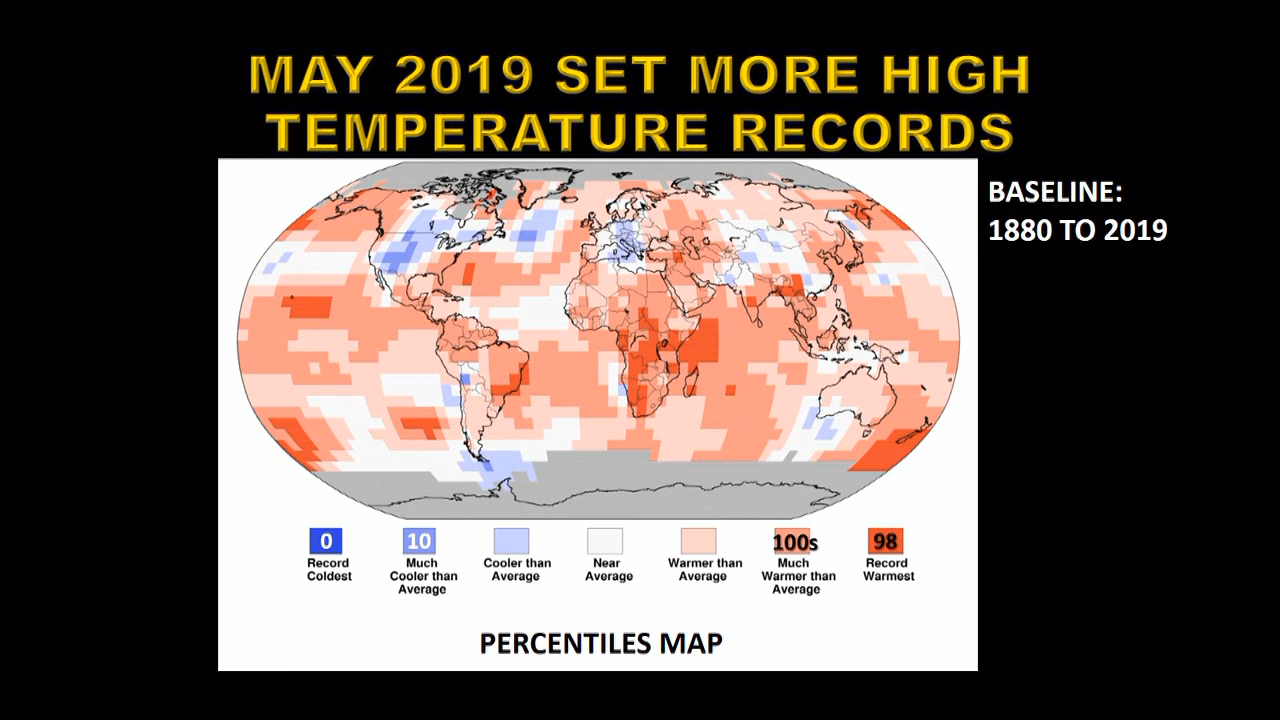 MAY 2019 SET MORE HIGH
TEMPERATURE RECORDS
BASELINE:
1880 TO 2019
0
10
100s
98
Record
Coldest
Much
Cooler than
Average
Cooler than
Average
Near
Average
Warmer than
Average
Much
Warmer than
Average
Record
Warmest
PERCENTILES MAP